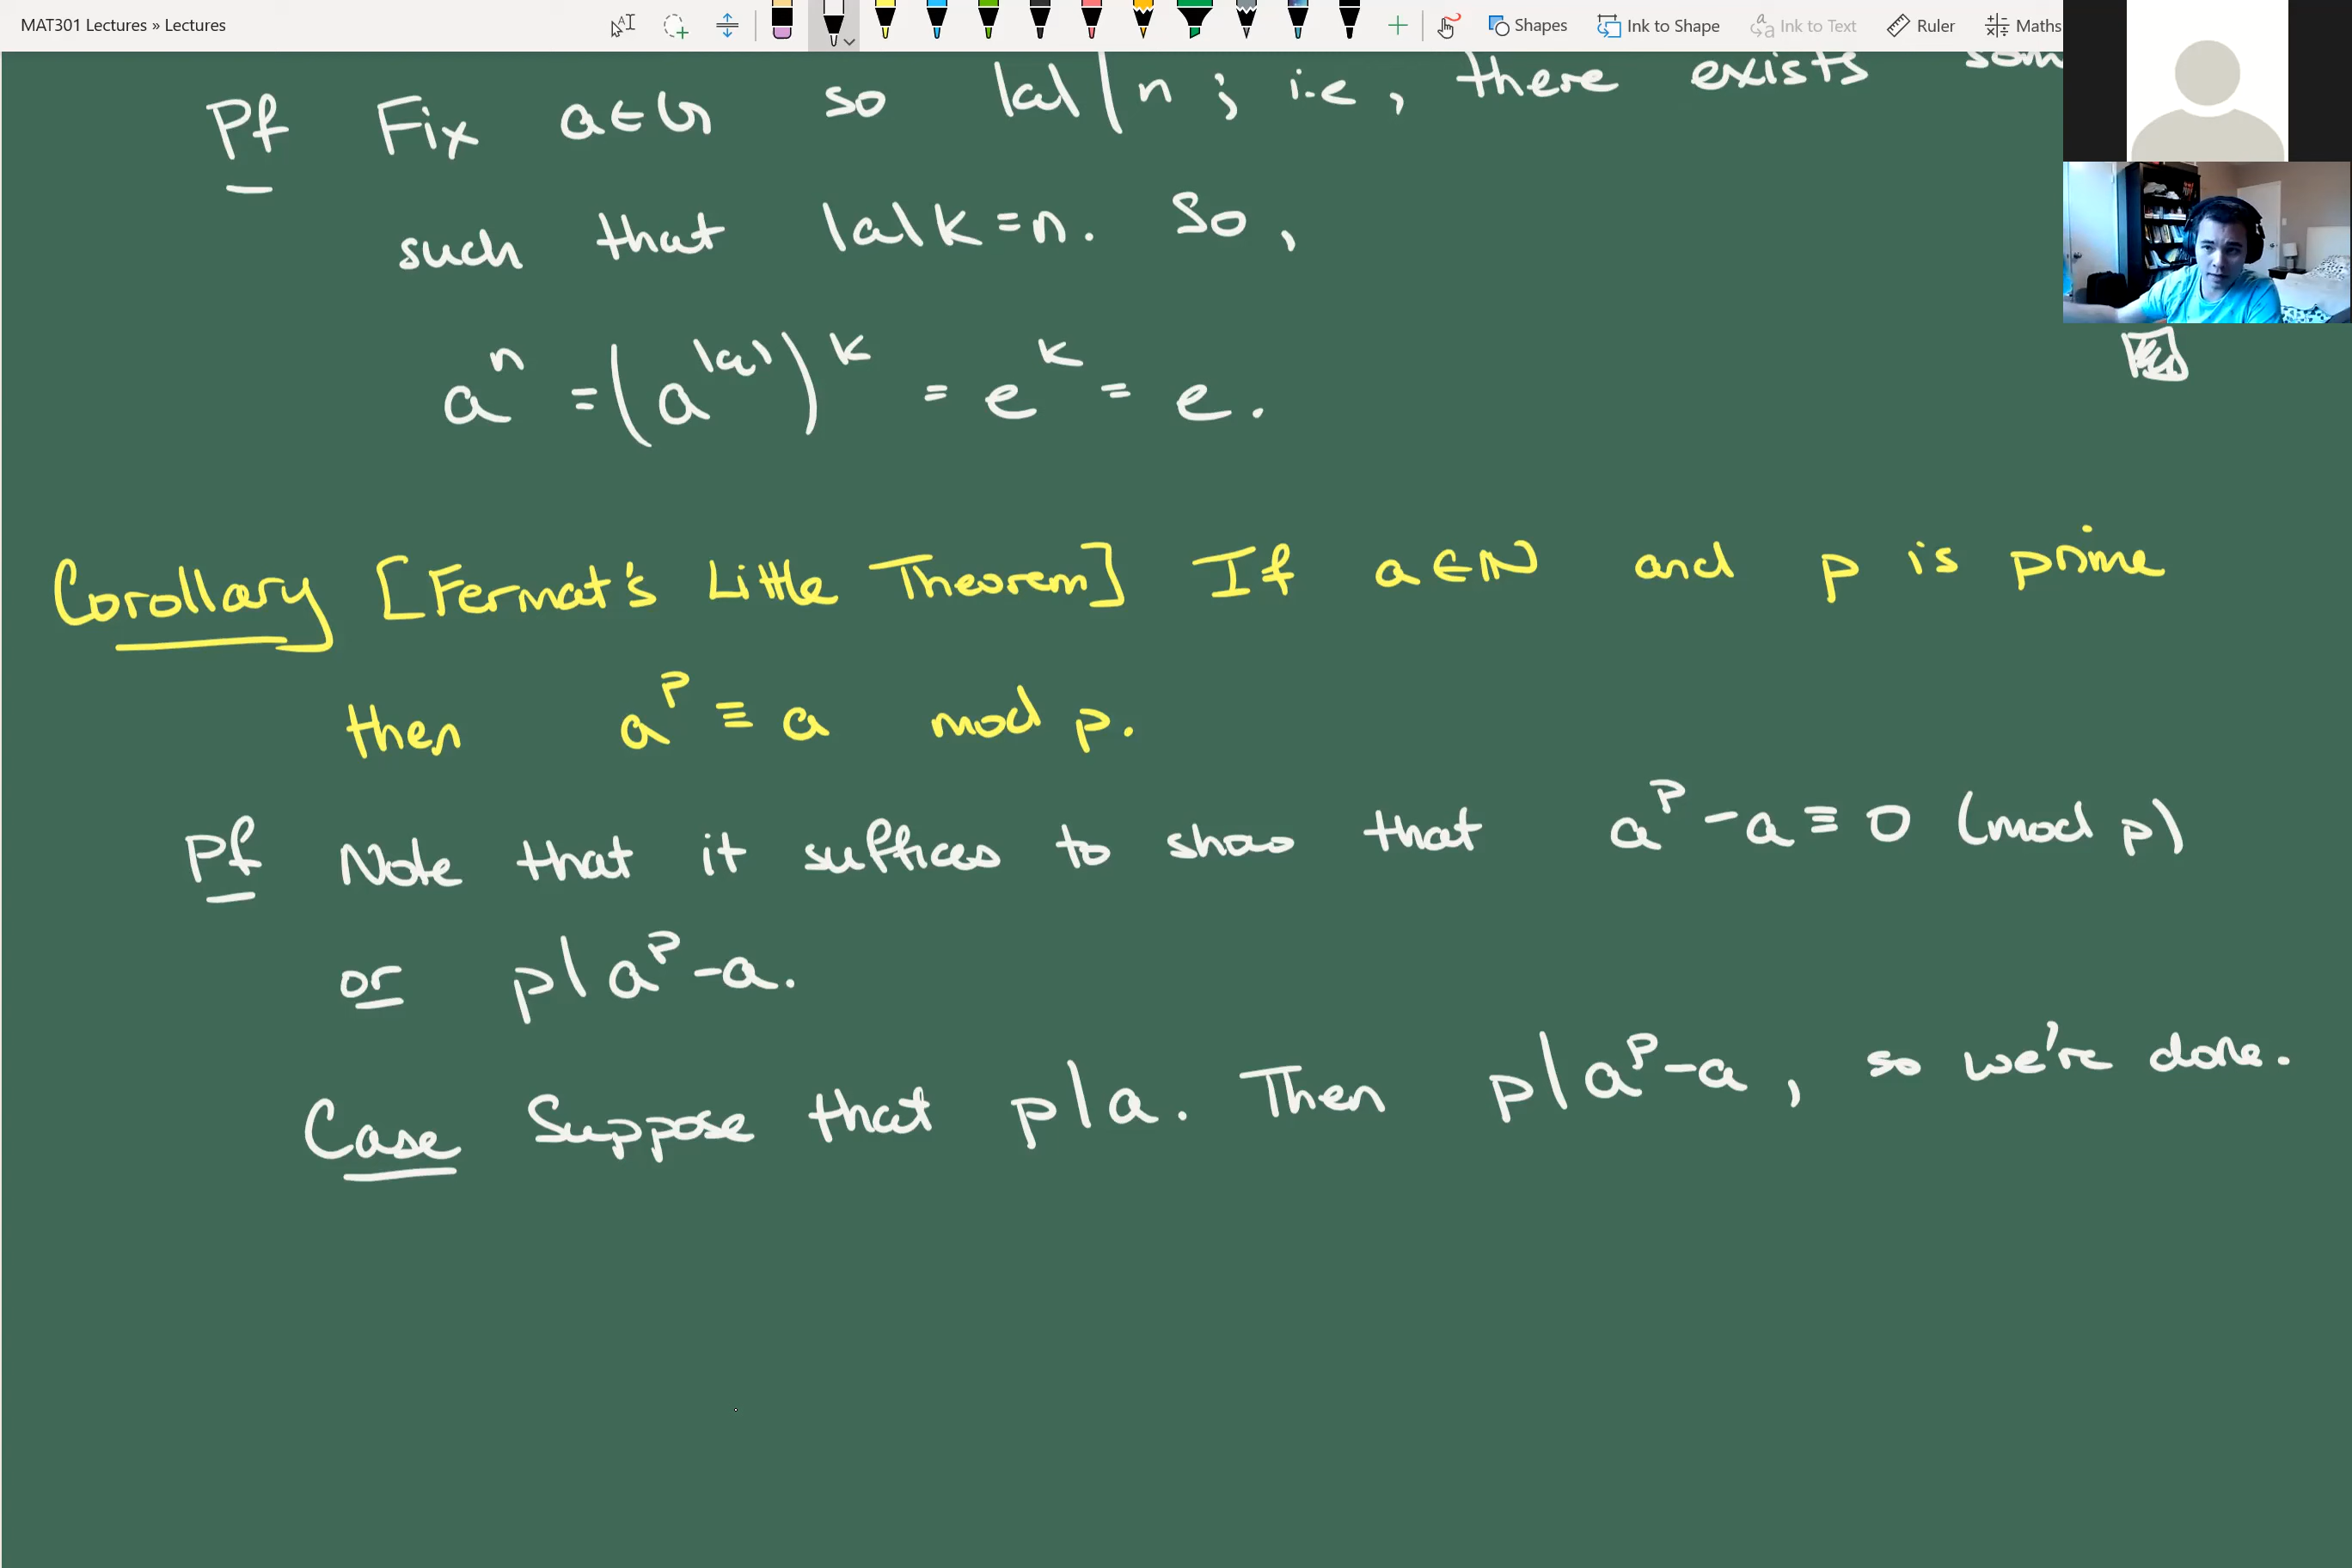 MAT301 Lectures » Lectures
Shapes Ink to Shape Ink to Text Ruler Maths
Pf Fix a∈G so |a| | n ; i.e , there exists som
such that |a|k = n. So ,
aⁿ = (a^|a|)^k = e^k = e.
Corollary [Fermat's Little Theorem] If a∈ℕ and p is prime
then a^p ≡ a mod p.
Pf Note that it suffices to show that a^p - a ≡ 0 (mod p)
or p | a^p - a.
Case Suppose that p | a. Then p | a^p - a , so we're done.